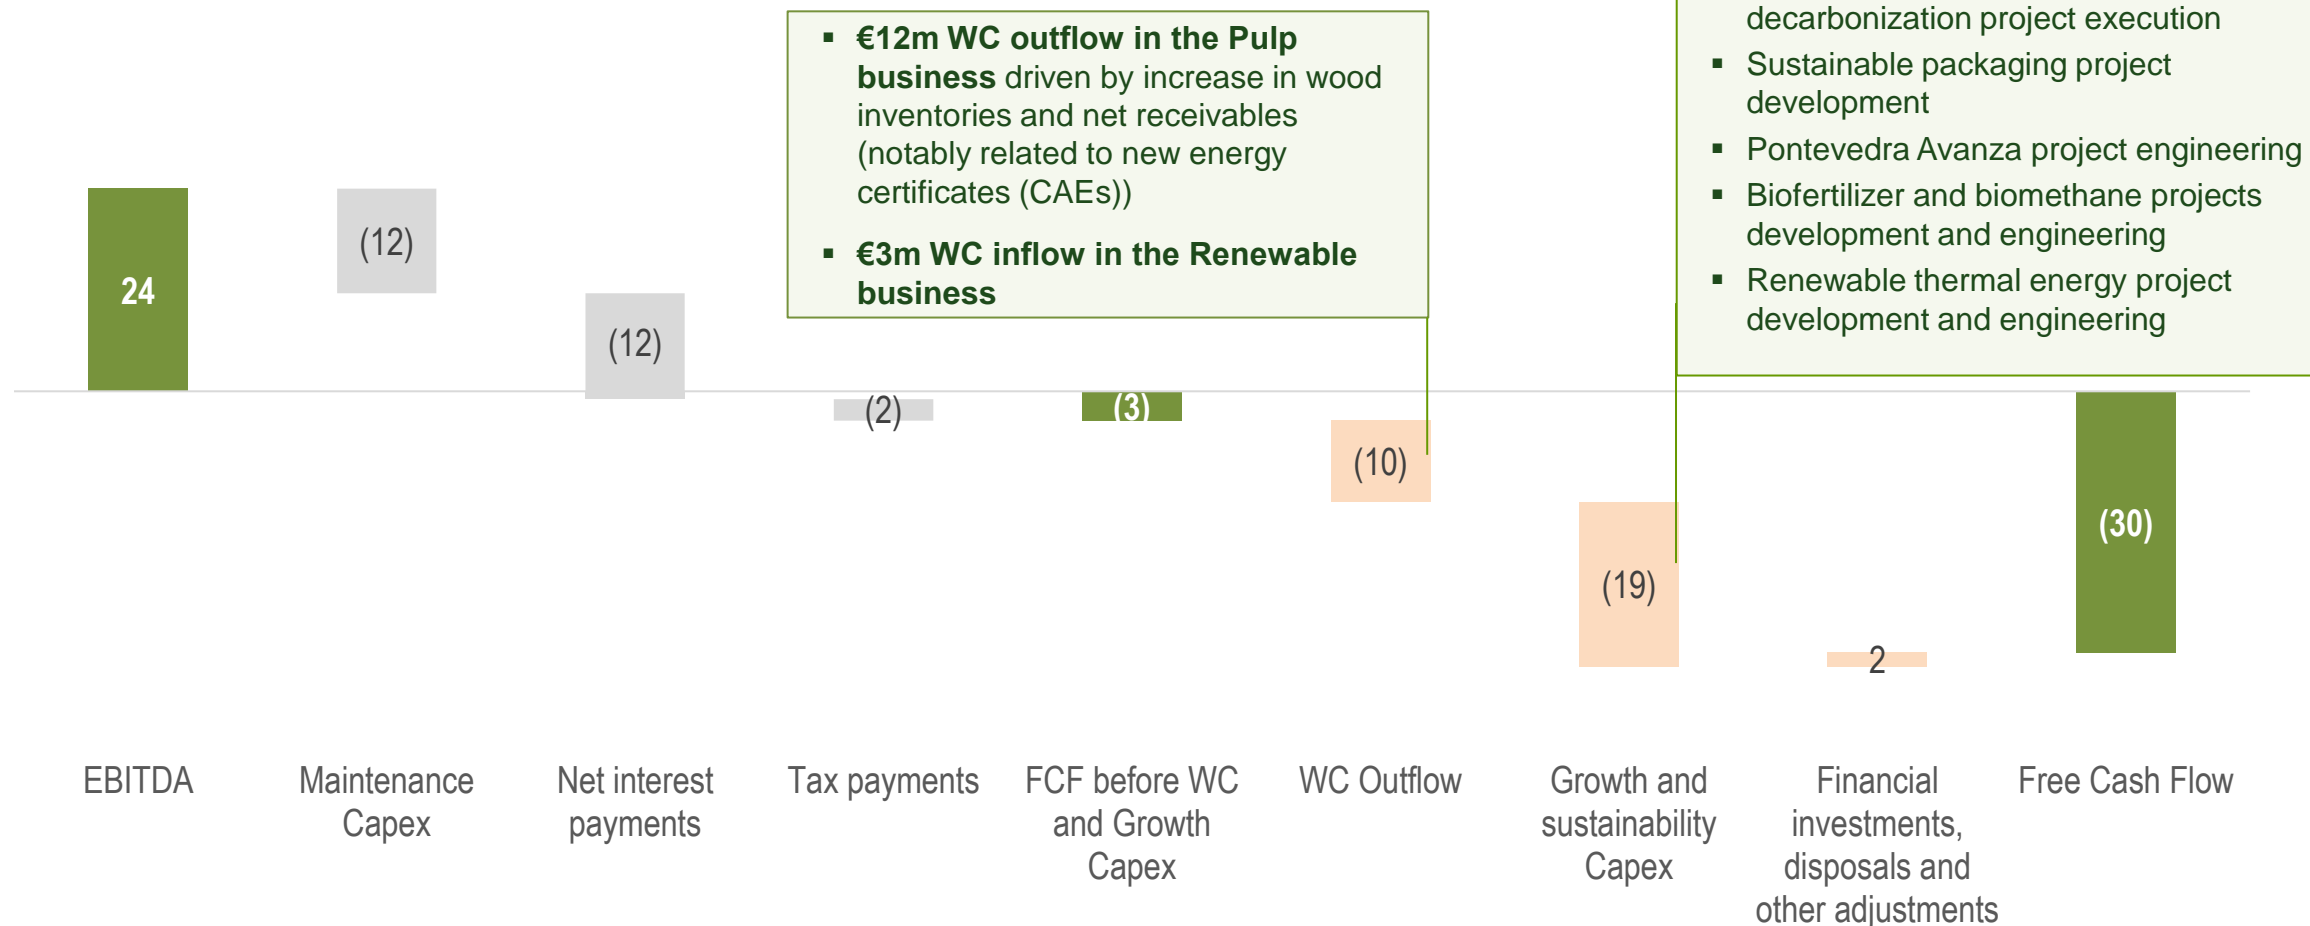 ▪ €12m WC outflow in the Pulp
business driven by increase in wood
inventories and net receivables
(notably related to new energy
certificates (CAEs))
▪ €3m WC inflow in the Renewable
business
decarbonization project execution
▪ Sustainable packaging project
development
▪ Pontevedra Avanza project engineering
▪ Biofertilizer and biomethane projects
development and engineering
▪ Renewable thermal energy project
development and engineering
24
(12)
(12)
(2)
(3)
(10)
(19)
2
(30)
EBITDA
Maintenance
Capex
Net interest
payments
Tax payments
FCF before WC
and Growth
Capex
WC Outflow
Growth and
sustainability
Capex
Financial
investments,
disposals and
other adjustments
Free Cash Flow